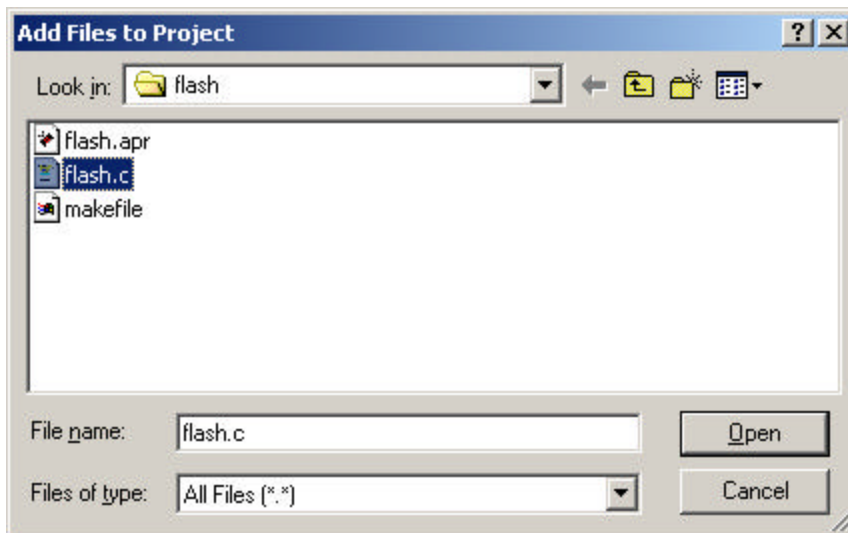 Add Files to Project
Look in: flash
flash.apr
flash.c
makefile
File name: flash.c
Open
Files of type: All Files (*.*)
Cancel